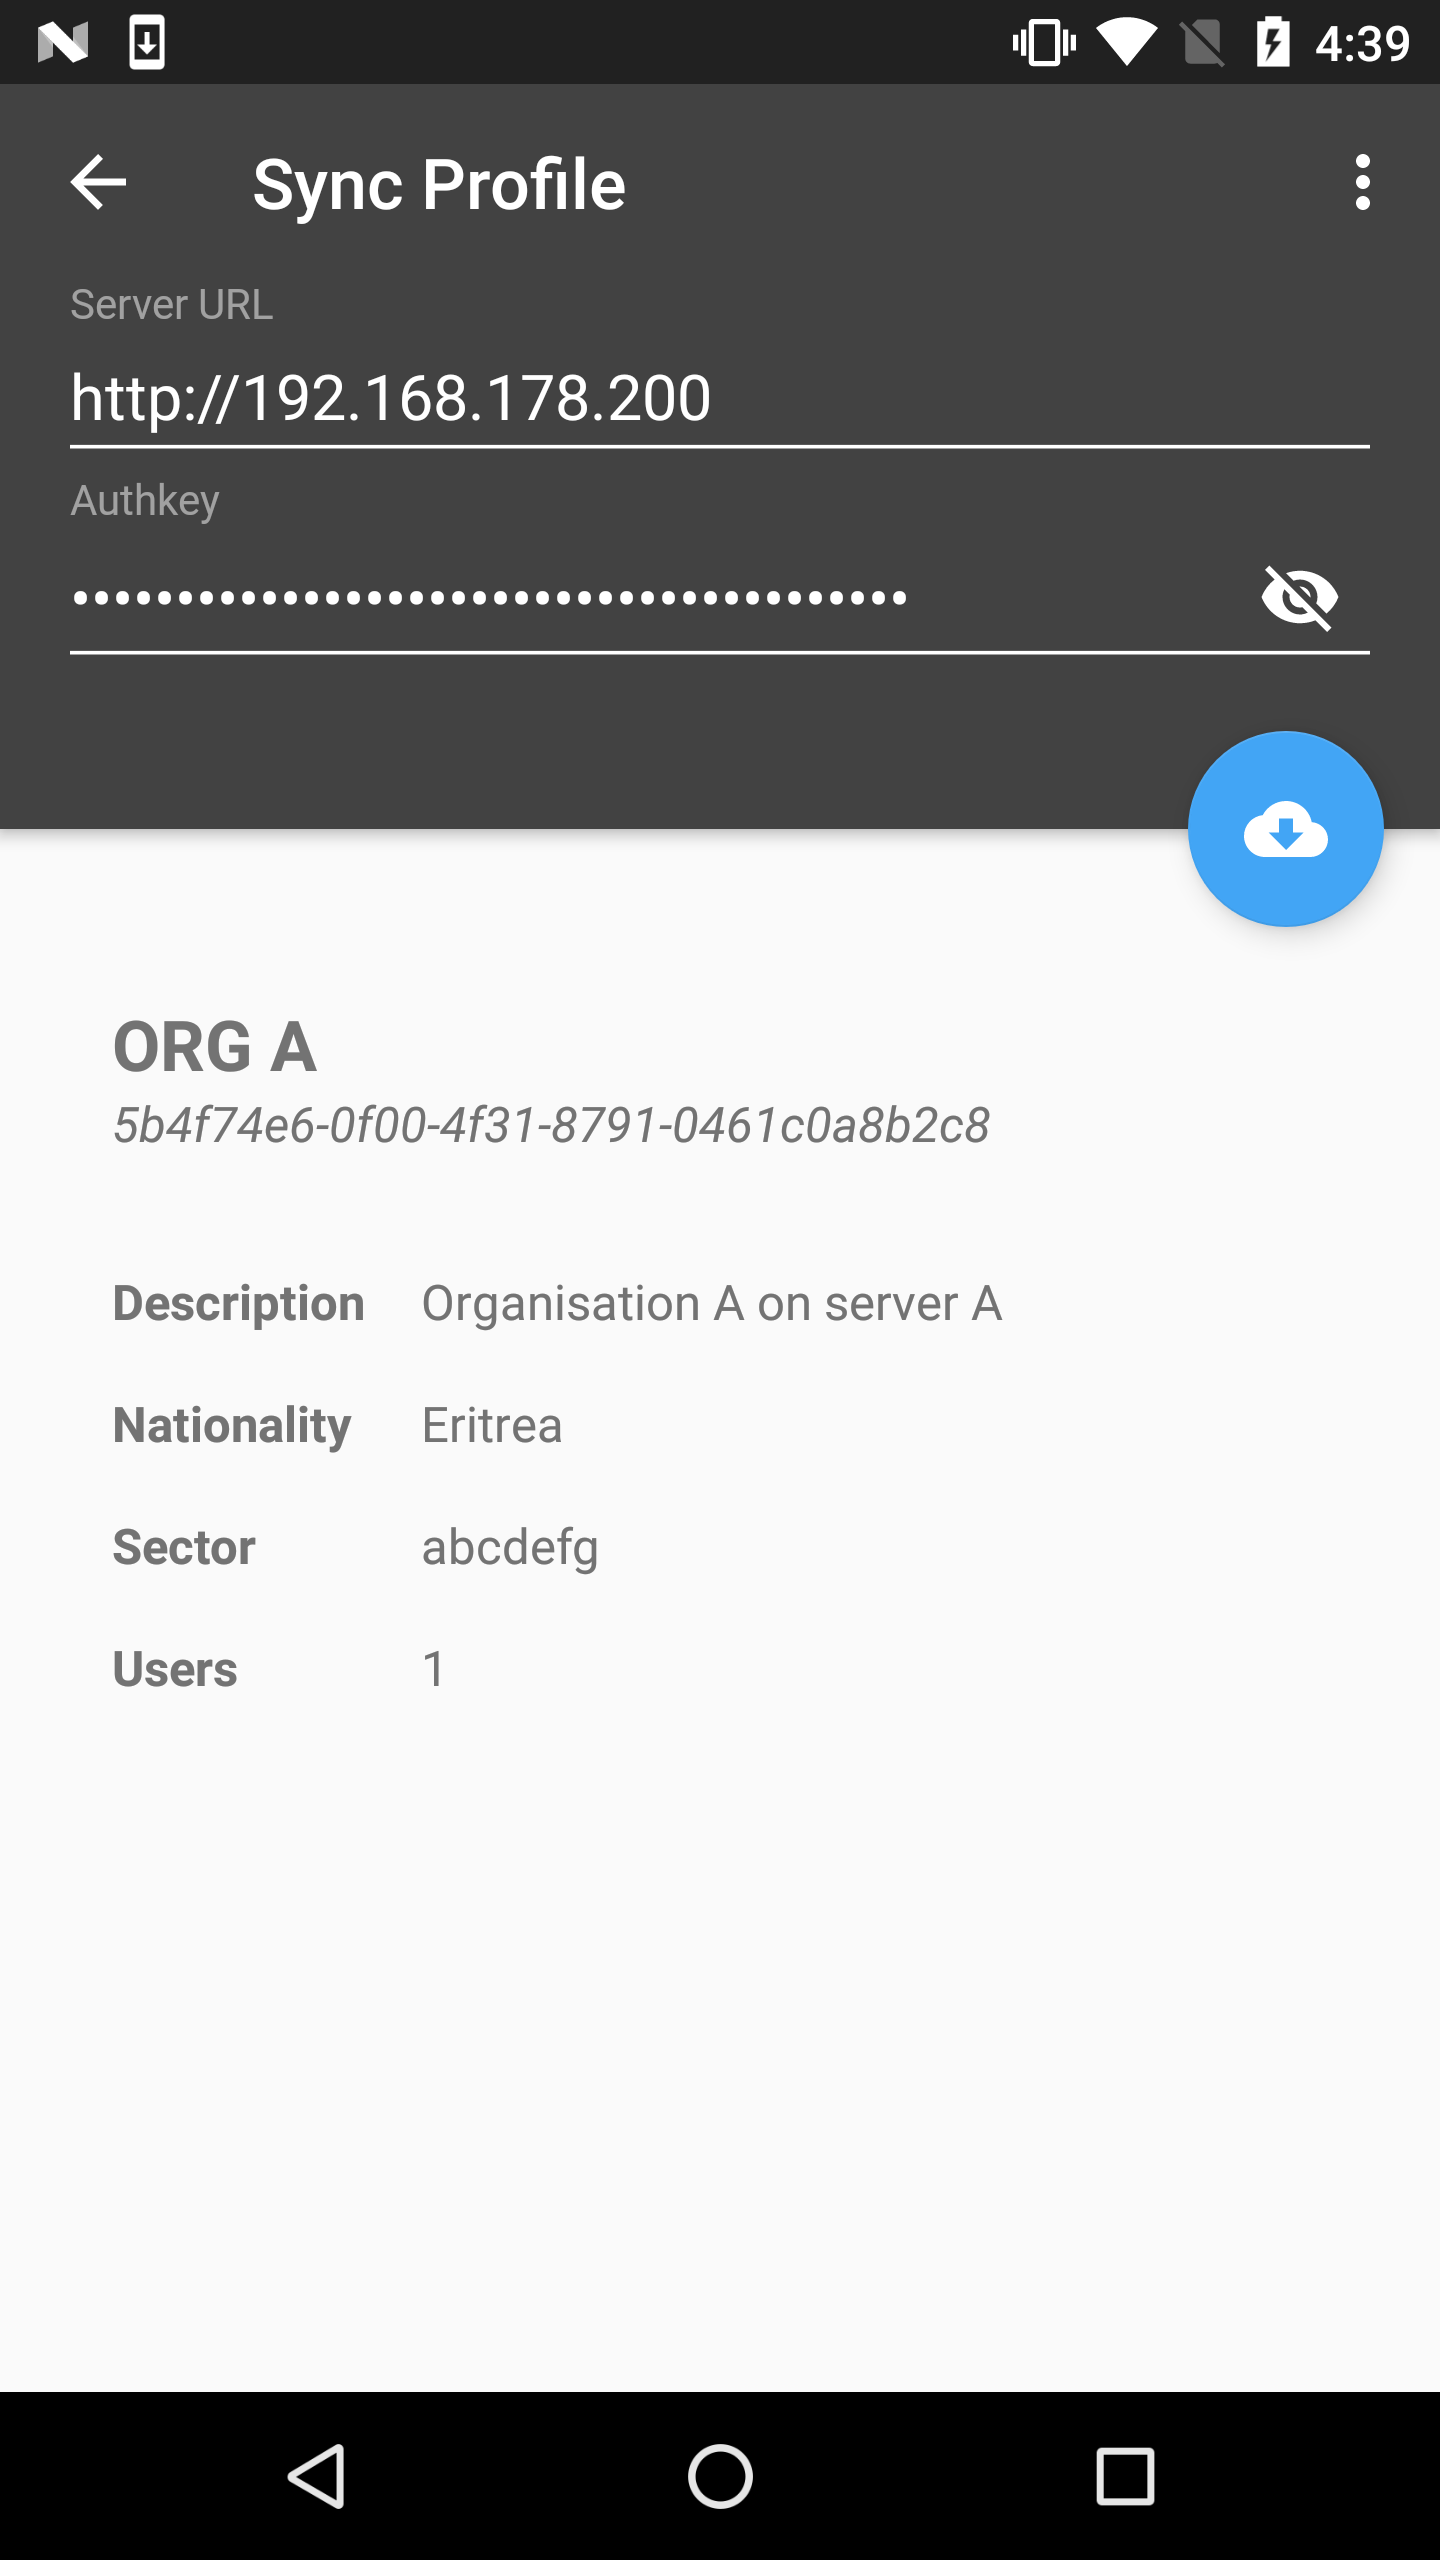 4:39
Sync Profile
Server URL
http://192.168.178.200
Authkey
••••••••••••••••••••••••••••••••••••••••
ORG A
5b4f74e6-0f00-4f31-8791-0461c0a8b2c8
Description Organisation A on server A
Nationality Eritrea
Sector abcdefg
Users 1